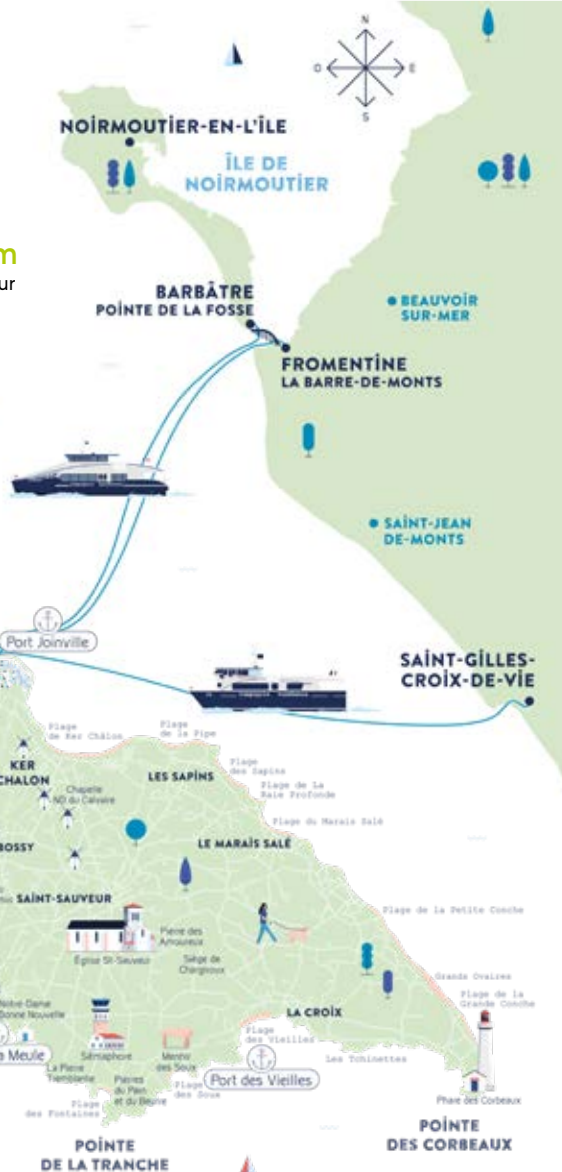 N
O E
S
NOIRMOUTIER-EN-L'ÎLE
ÎLE DE
NOIRMOUTIER
m
ur
BARBÂTRE
POINTE DE LA FOSSE
BEAUVOIR
SUR-MER
FROMENTINE
LA BARRE-DE-MONTS
SAINT-JEAN
DE-MONTS
Port Joinville
SAINT-GILLES-
CROIX-DE-VIE
Plage
de Ker Châlon
Plage
de la Pipe
KER
CHALON
LES SAPINS
Plage
des Sapins
Chapelle
ND du Calvaire
Plage de La
Raie Profonde
Plage du Marais Salé
BOSSY
LE MARAIS SALÉ
SAINT-SAUVEUR
Plage de la Petite Conche
Pierre des
Amoureux
Église St-Sauveur
Siège de
Grands Ovaires
Plage de la
Grande Conche
Notre-Dame
Bonne Nouvelle
LA CROIX
Plage
des Vieilles
a Meule
Sémaphore
Menhir
des Soux
Les Tchinettes
La Pierre
Tremblante
Port des Vieilles
Pierres
du Pain
et du Beurre
Plage
des Soux
Phare des Corbeaux
Plage
des Fontaines
POINTE
DES CORBEAUX
POINTE
DE LA TRANCHE